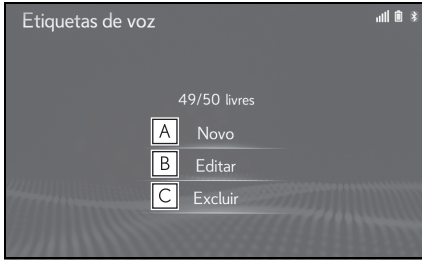 Etiquetas de voz
49/50 livres
A Novo
B Editar
C Excluir